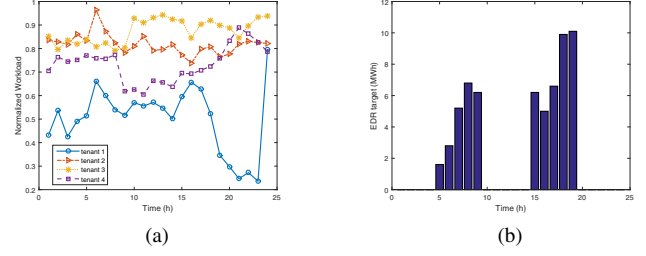 1
0.9
0.8
0.7
0.6
0.5
0.4
0.3
0.2
Normalized Workload
tenant 1
tenant 2
tenant 3
tenant 4
0 5 10 15 20 25
Time (h)
(a)
12
10
8
6
4
2
0
EDR target (MWh)
0 5 10 15 20 25
Time (h)
(b)